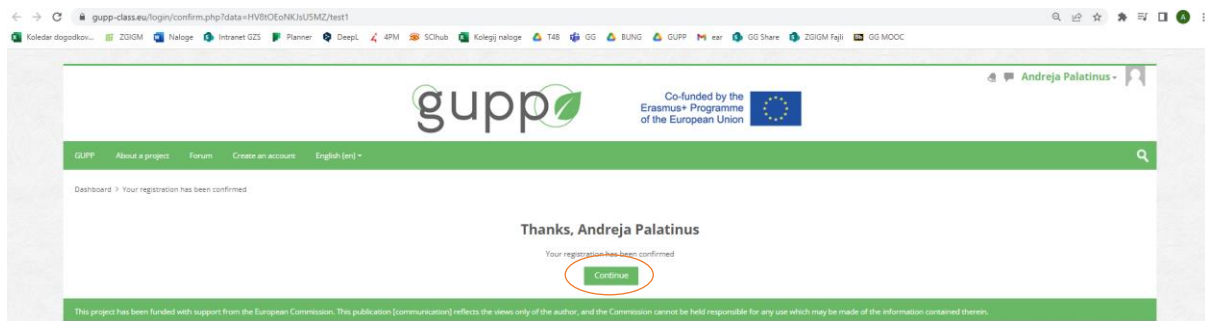 gupp-class.eu/login/confirm.php?data=HV8tOEoNKJsU5MZ/test1
Koledar dogodkov... ZGIGM Naloge Intranet GZS Planner DeepL 4PM SCIhub Kolegij naloge T4B GG BUNG GUPP ear GG Share ZGIGM Fajli GG MOOC
Andreja Palatinus
gupp
Co-funded by the
Erasmus+ Programme
of the European Union
GUPP About a project Forum Create an account English (en)
Dashboard > Your registration has been confirmed
Thanks, Andreja Palatinus
Your registration has been confirmed
Continue
This project has been funded with support from the European Commission. This publication [communication] reflects the views only of the author, and the Commission cannot be held responsible for any use which may be made of the information contained therein.